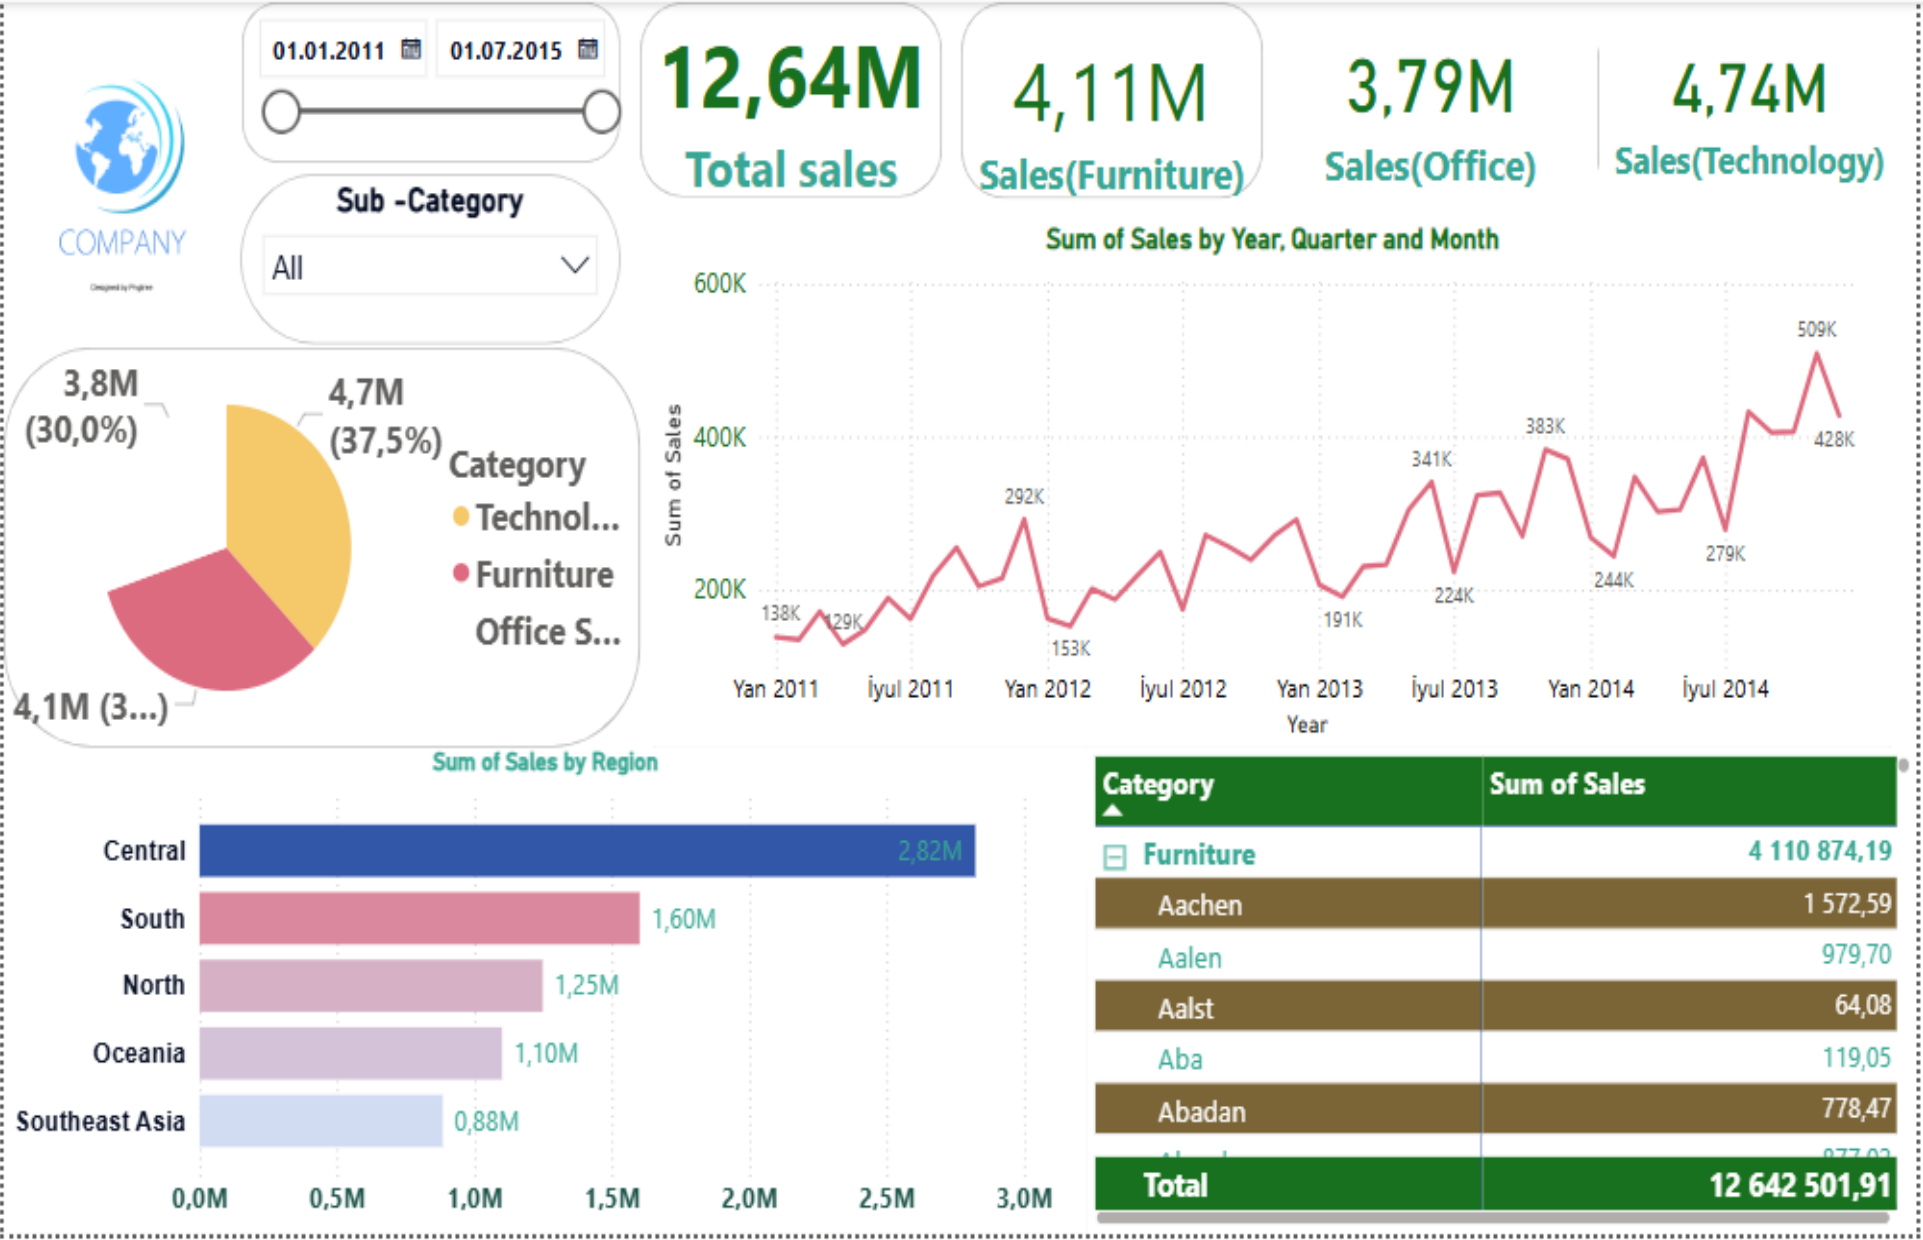 01.01.2011
01.07.2015
COMPANY
Designed by Pngtree
Sub -Category
All
12,64M
Total sales
4,11M
Sales(Furniture)
3,79M
Sales(Office)
4,74M
Sales(Technology)
3,8M
(30,0%)
4,7M
(37,5%)
4,1M (3...)
Category
Technol...
Furniture
Office S...
Sum of Sales by Year, Quarter and Month
Sum of Sales
600K
400K
200K
138K
129K
292K
153K
191K
341K
224K
383K
244K
279K
509K
428K
Yan 2011
İyul 2011
Yan 2012
İyul 2012
Yan 2013
İyul 2013
Yan 2014
İyul 2014
Year
Sum of Sales by Region
Central
2,82M
South
1,60M
North
1,25M
Oceania
1,10M
Southeast Asia
0,88M
0,0M
0,5M
1,0M
1,5M
2,0M
2,5M
3,0M
Category Sum of Sales
Furniture 4 110 874,19
Aachen 1 572,59
Aalen 979,70
Aalst 64,08
Aba 119,05
Abadan 778,47
Total 12 642 501,91